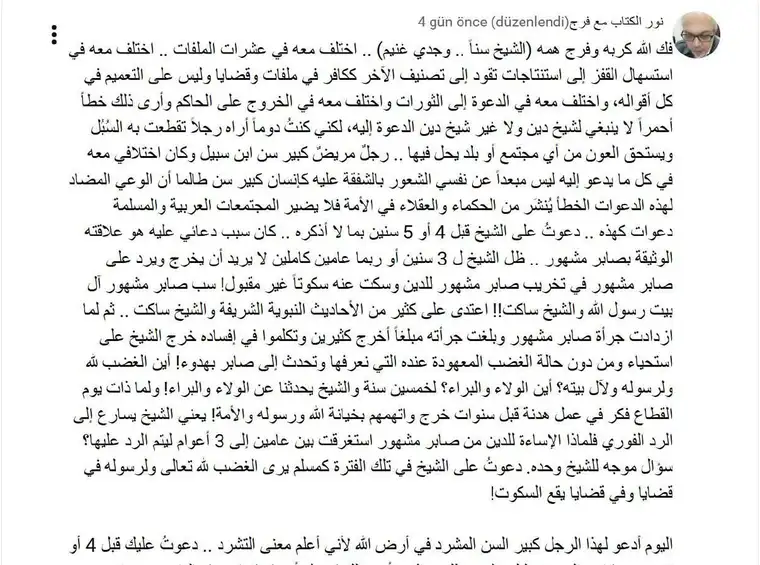 نور الكتاب مع فرج(düzenlendi) 4 gün önce
فك الله كربه وفرج همه (الشيخ سناً .. وجدي غنيم) .. اختلف معه في عشرات الملفات .. اختلف معه في
استسهال القفز إلى استنتاجات تقود إلى تصنيف الآخر ككافر في ملفات وقضايا وليس على التعميم في
كل أقواله، واختلف معه في الدعوة إلى الثورات واختلف معه في الخروج على الحاكم وأرى ذلك خطاً
أحمراً لا ينبغي لشيخ دين ولا غير شيخ دين الدعوة إليه، لكني كنتُ دوماً أراه رجلاً تقطعت به السُبُل
ويستحق العون من أي مجتمع أو بلد يحل فيها .. رجلٌ مريضٌ كبير سن ابن سبيل وكان اختلافي معه
في كل ما يدعو إليه ليس مبعداً عن نفسي الشعور بالشفقة عليه كإنسان كبير سن طالما أن الوعي المضاد
لهذه الدعوات الخطأ يُنشر من الحكماء والعقلاء في الأمة فلا يضير المجتمعات العربية والمسلمة
دعوات كهذه .. دعوتُ على الشيخ قبل 4 أو 5 سنين بما لا أذكره .. كان سبب دعائي عليه هو علاقته
الوثيقة بصابر مشهور .. ظل الشيخ ل 3 سنين أو ربما عامين كاملين لا يريد أن يخرج ويرد على
صابر مشهور في تخريب صابر مشهور للدين وسكت عنه سكوتاً غير مقبول! سب صابر مشهور آل
بيت رسول الله والشيخ ساكت!! اعتدى على كثير من الأحاديث النبوية الشريفة والشيخ ساكت .. ثم لما
ازدادت جرأة صابر مشهور وبلغت جرأته مبلغاً أخرج كثيرين وتكلموا في إفساده خرج الشيخ على
استحياء ومن دون حالة الغضب المعهودة عنده التي نعرفها وتحدث إلى صابر بهدوء! أين الغضب لله
ولرسوله ولآل بيته؟ أين الولاء والبراء؟ لخمسين سنة والشيخ يحدثنا عن الولاء والبراء! ولما ذات يوم
القطاع فكر في عمل هدنة قبل سنوات خرج واتهمهم بخيانة الله ورسوله والأمة! يعني الشيخ يسارع إلى
الرد الفوري فلماذا الإساءة للدين من صابر مشهور استغرقت بين عامين إلى 3 أعوام ليتم الرد عليها؟
سؤال موجه للشيخ وحده. دعوتُ على الشيخ في تلك الفترة كمسلم يرى الغضب لله تعالى ولرسوله في
قضايا وفي قضايا يقع السكوت!
اليوم أدعو لهذا الرجل كبير السن المشرد في أرض الله لأني أعلم معنى التشرد .. دعوتُ عليك قبل 4 أو